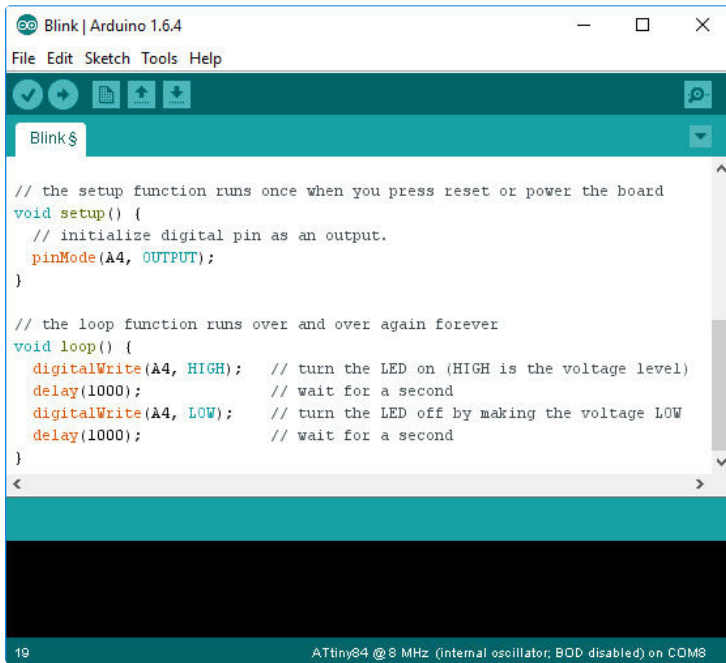 Blink | Arduino 1.6.4
File Edit Sketch Tools Help
Blink §
// the setup function runs once when you press reset or power the board
void setup() {
  // initialize digital pin as an output.
  pinMode(A4, OUTPUT);
}
// the loop function runs over and over again forever
void loop() {
  digitalWrite(A4, HIGH);   // turn the LED on (HIGH is the voltage level)
  delay(1000);              // wait for a second
  digitalWrite(A4, LOW);    // turn the LED off by making the voltage LOW
  delay(1000);              // wait for a second
}
19 ATtiny84 @ 8 MHz (internal oscillator; BOD disabled) on COM8